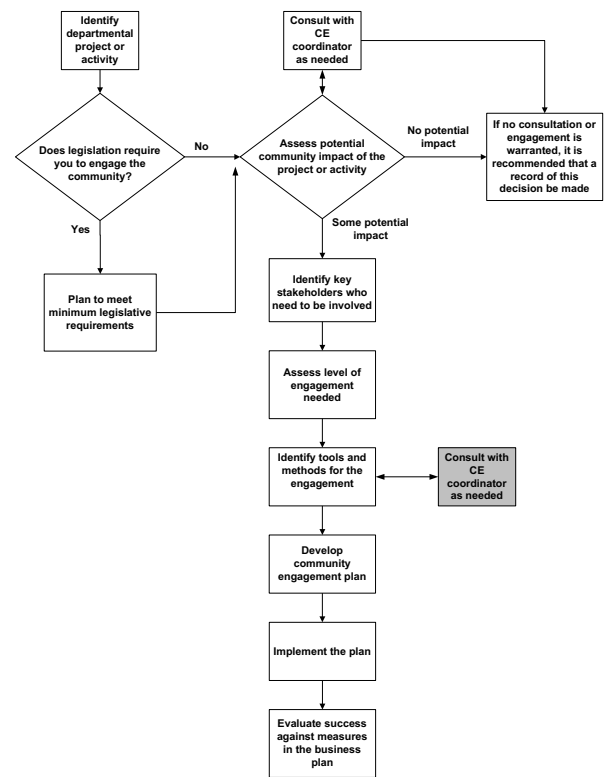 Identify
departmental
project or
activity
Consult with
CE
coordinator
as needed
Does legislation require
you to engage the
community?
No
Assess potential
community impact of the
project or activity
No potential
impact
If no consultation or
engagement is
warranted, it is
recommended that a
record of this
decision be made
Yes
Some potential
impact
Plan to meet
minimum legislative
requirements
Identify key
stakeholders who
need to be involved
Assess level of
engagement
needed
Identify tools and
methods for the
engagement
Consult with
CE
coordinator
as needed
Develop
community
engagement plan
Implement the plan
Evaluate success
against measures
in the business
plan